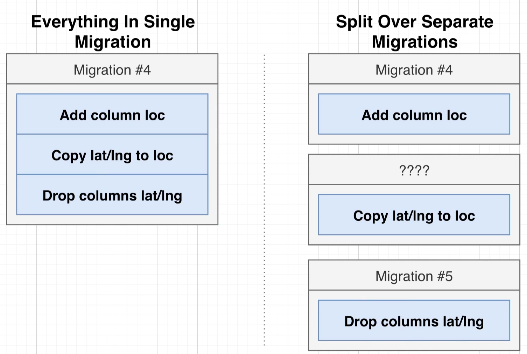 Everything In Single
Migration
Migration #4
Add column loc
Copy lat/lng to loc
Drop columns lat/lng
Split Over Separate
Migrations
Migration #4
Add column loc
????
Copy lat/lng to loc
Migration #5
Drop columns lat/lng